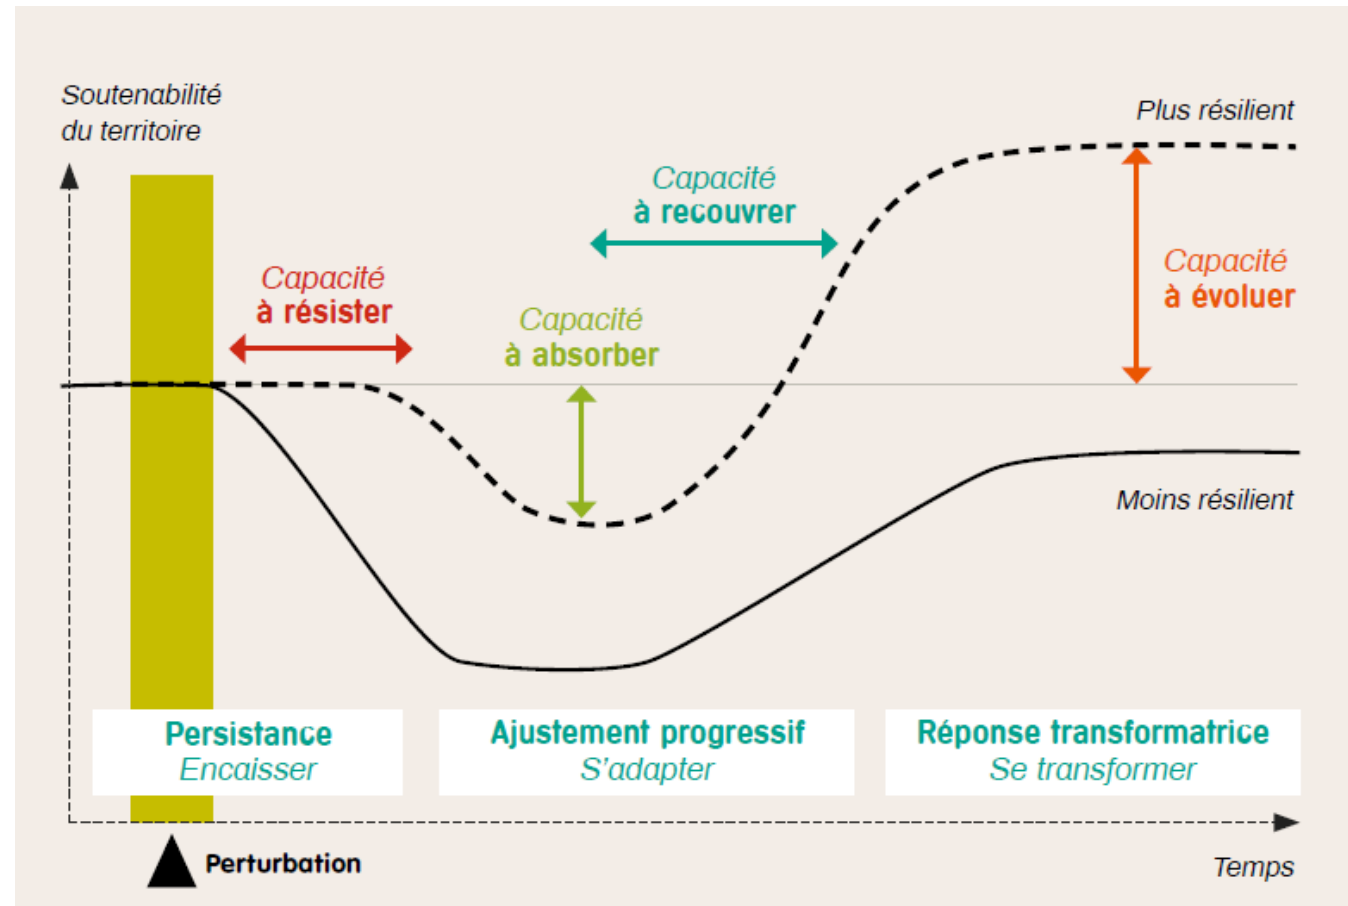 Soutenabilité
du territoire
Plus résilient
Capacité
à recouvrer
Capacité
à résister
Capacité
à absorber
Capacité
à évoluer
Moins résilient
Persistance
Encaisser
Ajustement progressif
S'adapter
Réponse transformatrice
Se transformer
Perturbation
Temps